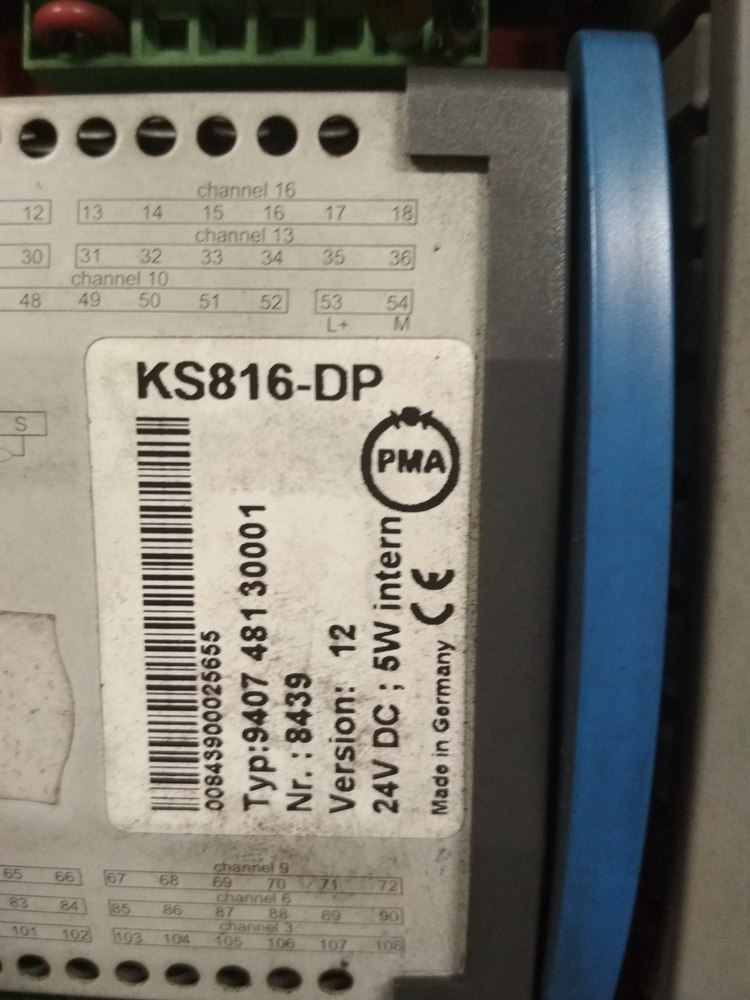 channel 16
12 13 14 15 16 17 18
channel 13
30 31 32 33 34 35 36
channel 10
48 49 50 51 52 53 54
L+ M
KS816-DP
S
PMA
00843900025655
Typ:9407 481 30001
Nr. : 8439
Version: 12
24V DC ; 5W intern
Made in Germany CE
channel 9
65 66 67 68 69 70 71 72
channel 6
83 84 85 86 87 88 89 90
channel 3
101 102 103 104 105 106 107 108